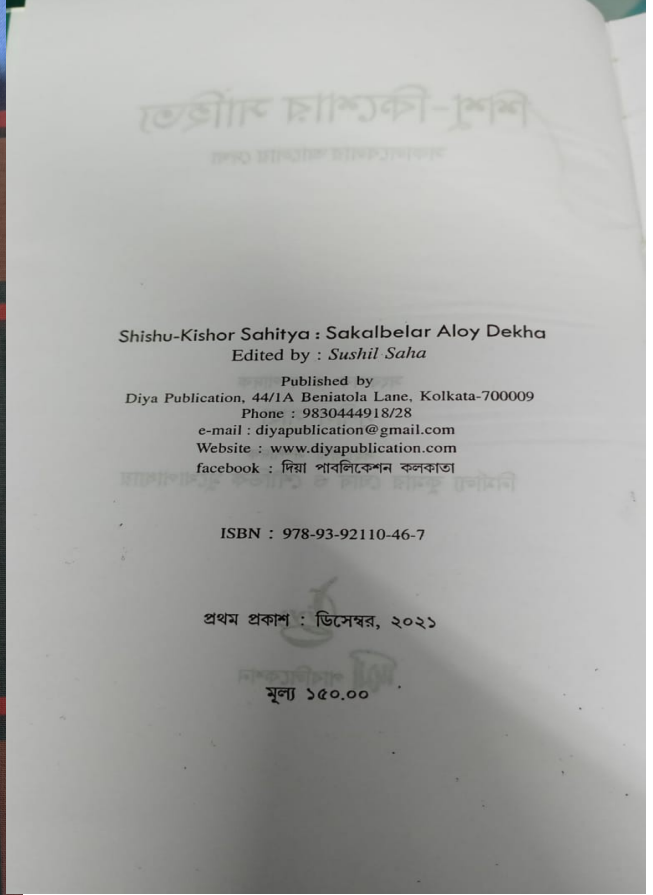 Shishu-Kishor Sahitya : Sakalbelar Aloy Dekha
Edited by : Sushil Saha
Published by
Diya Publication, 44/1A Beniatola Lane, Kolkata-700009
Phone : 9830444918/28
e-mail : diyapublication@gmail.com
Website : www.diyapublication.com
facebook : দিয়া পাবলিকেশন কলকাতা
ISBN : 978-93-92110-46-7
প্রথম প্রকাশ : ডিসেম্বর, ২০২১
মূল্য ১৫০.০০